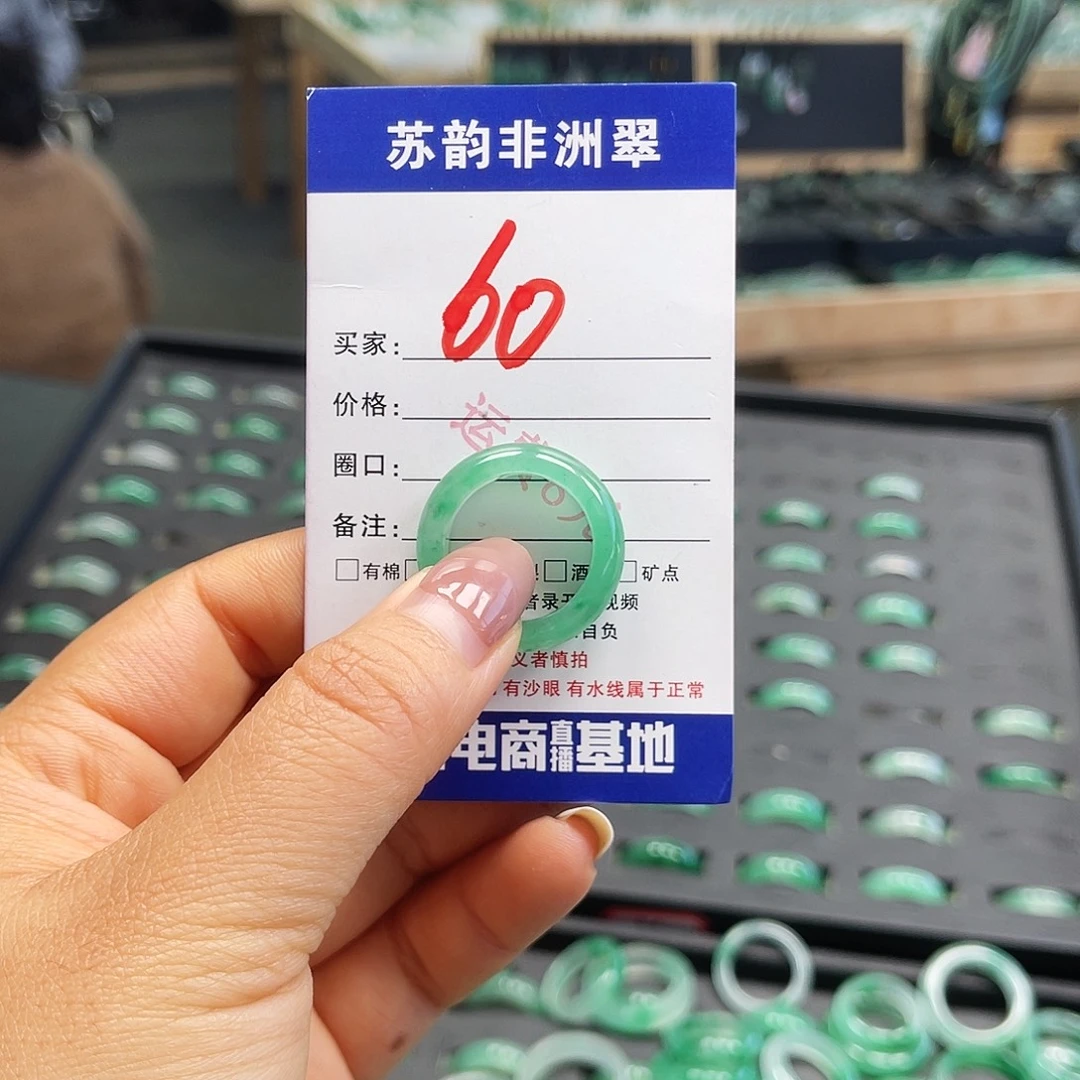 苏韵非洲翠
60
买家:
价格:
圈口:
备注:
□有棉 □ □酒 □矿点
者录开 视频
自负
义者慎拍
有沙眼 有水线属于正常
电商直播基地